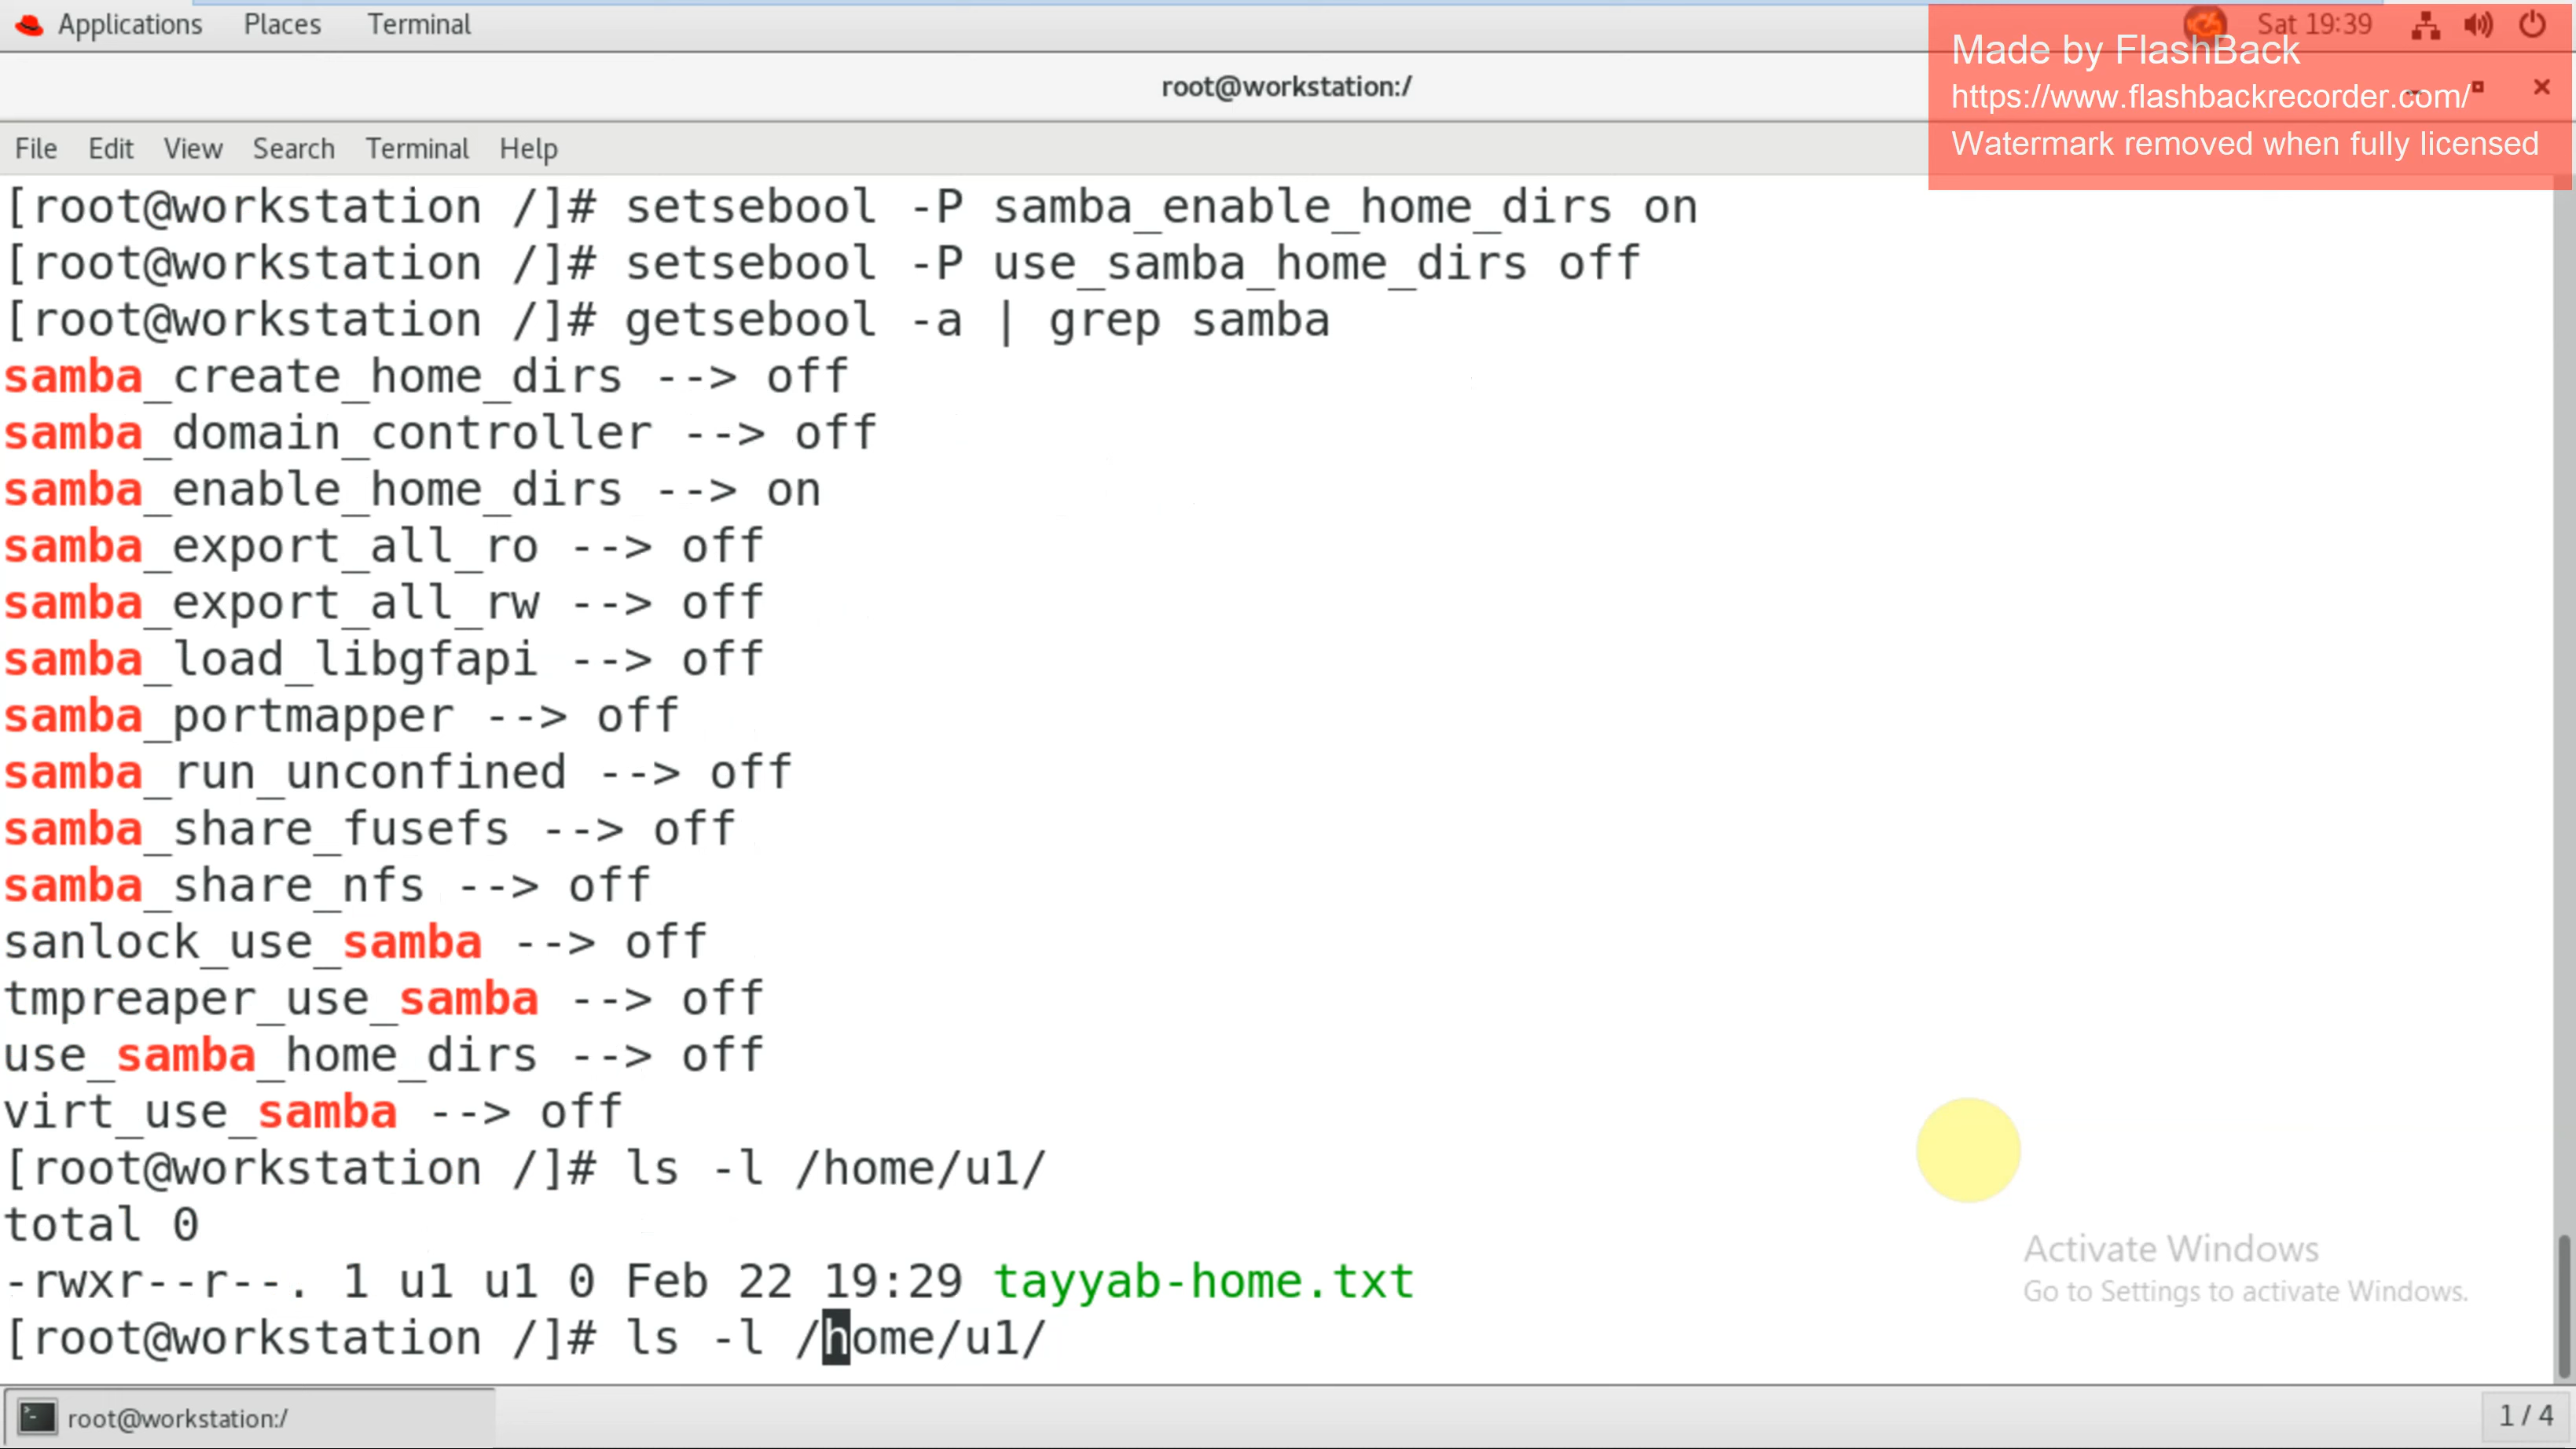 Applications Places Terminal Sat 19:39
Made by FlashBack
root@workstation:/
https://www.flashbackrecorder.com/
File Edit View Search Terminal Help
Watermark removed when fully licensed
[root@workstation /]# setsebool -P samba_enable_home_dirs on
[root@workstation /]# setsebool -P use_samba_home_dirs off
[root@workstation /]# getsebool -a | grep samba
samba_create_home_dirs --> off
samba_domain_controller --> off
samba_enable_home_dirs --> on
samba_export_all_ro --> off
samba_export_all_rw --> off
samba_load_libgfapi --> off
samba_portmapper --> off
samba_run_unconfined --> off
samba_share_fusefs --> off
samba_share_nfs --> off
sanlock_use_samba --> off
tmpreaper_use_samba --> off
use_samba_home_dirs --> off
virt_use_samba --> off
[root@workstation /]# ls -l /home/u1/
total 0
-rwxr--r--. 1 u1 u1 0 Feb 22 19:29 tayyab-home.txt
[root@workstation /]# ls -l /home/u1/
Activate Windows
Go to Settings to activate Windows.
root@workstation:/
1 / 4